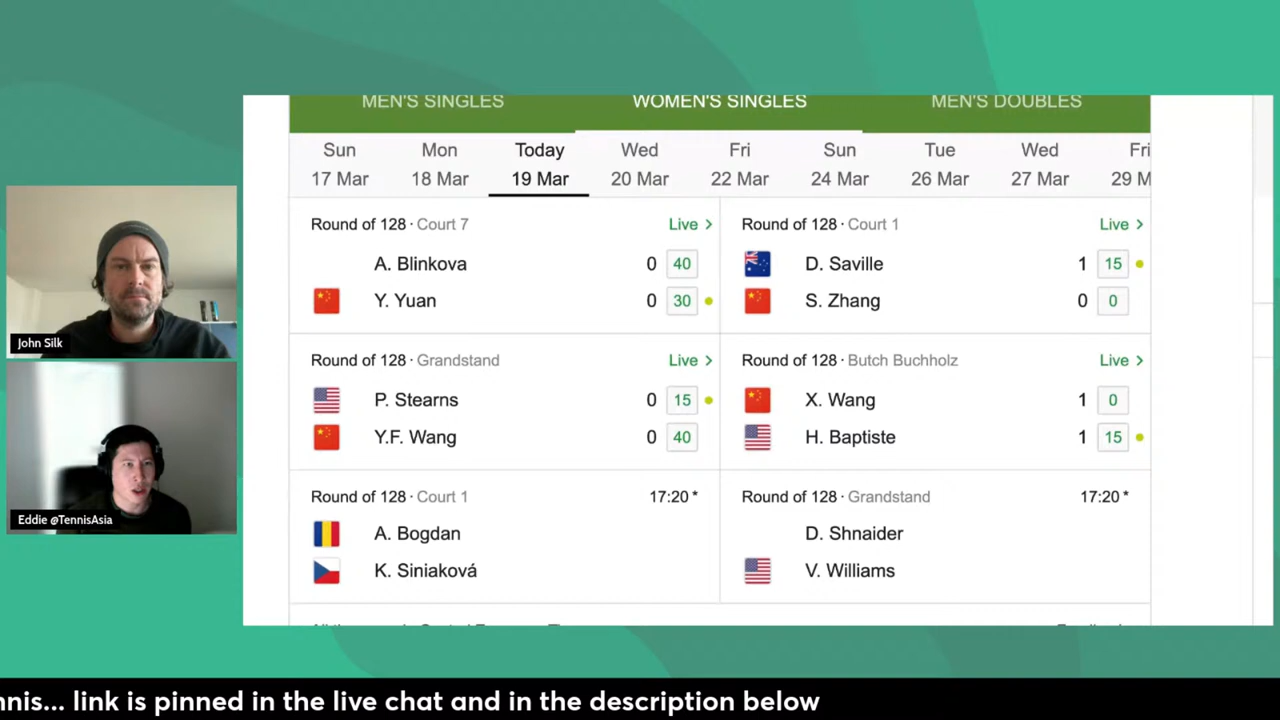 MEN'S SINGLES WOMEN'S SINGLES MEN'S DOUBLES
Sun Mon Today Wed Fri Sun Tue Wed Fri
17 Mar 18 Mar 19 Mar 20 Mar 22 Mar 24 Mar 26 Mar 27 Mar 29 M
Round of 128 · Court 7 Live >
A. Blinkova 0 40
Y. Yuan 0 30
Round of 128 · Court 1 Live >
D. Saville 1 15
S. Zhang 0 0
Round of 128 · Grandstand Live >
P. Stearns 0 15
Y.F. Wang 0 40
Round of 128 · Butch Buchholz Live >
X. Wang 1 0
H. Baptiste 1 15
Round of 128 · Court 1 17:20 *
A. Bogdan
K. Siniaková
Round of 128 · Grandstand 17:20 *
D. Shnaider
V. Williams
John Silk
Eddie @TennisAsia
nnis... link is pinned in the live chat and in the description below